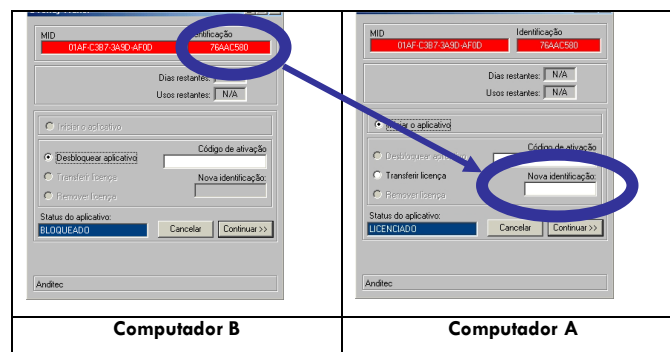 MID
Identificação
01AF-C3B7-3A9D-AF0D
76AAC580
Dias restantes:
Usos restantes: N/A
Iniciar o aplicativo
Desbloquear aplicativo
Código de ativação
Transferir licença
Nova identificação:
Remover licença
Status do aplicativo:
BLOQUEADO
Cancelar
Continuar >>
Anditec
Computador B
MID
Identificação
01AF-C3B7-3A9D-AF0D
76AAC580
Dias restantes: N/A
Usos restantes: N/A
Iniciar o aplicativo
Desbloquear aplicativo
Código de ativação
Transferir licença
Nova identificação:
Remover licença
Status do aplicativo:
LICENCIADO
Cancelar
Continuar >>
Anditec
Computador A